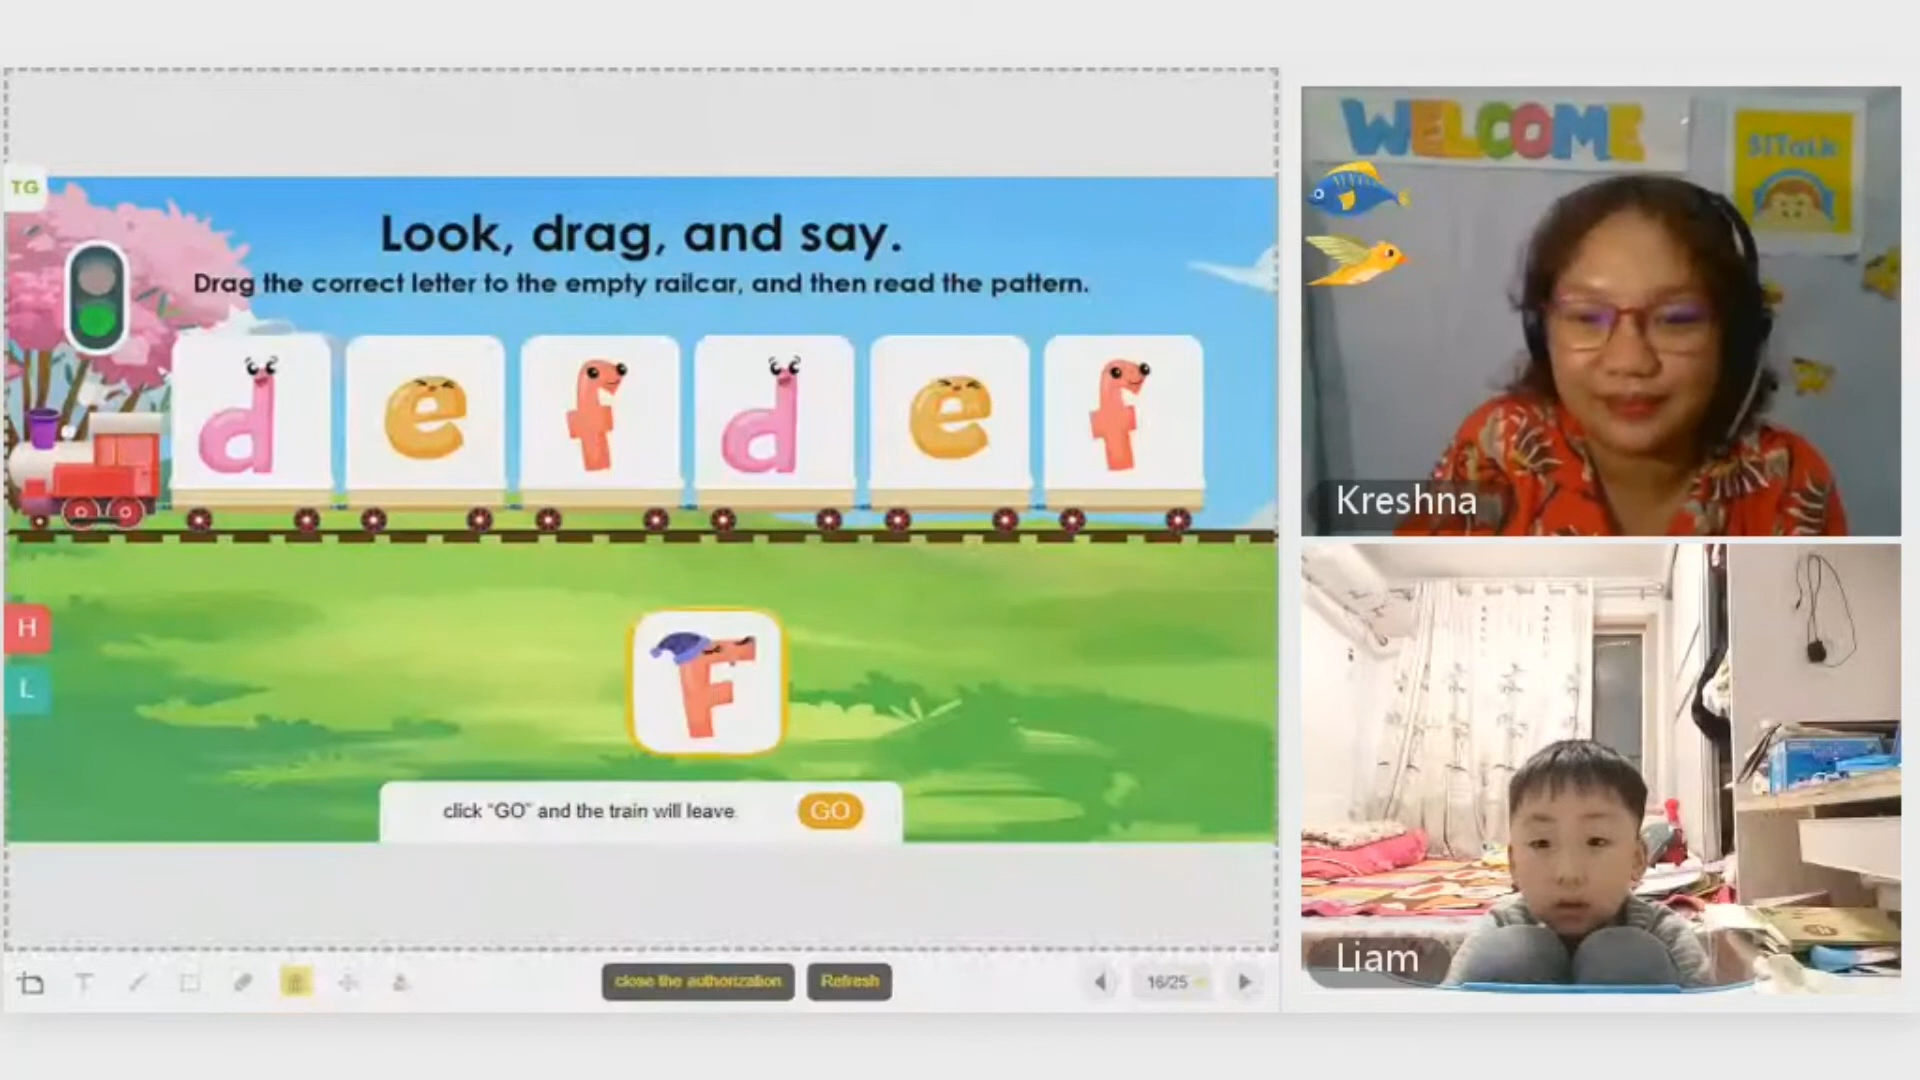 TG
Look, drag, and say.
Drag the correct letter to the empty railcar, and then read the pattern.
d e f d e f
H
L
F
click "GO" and the train will leave.
GO
T
close the authorization
Refresh
16/25
WELCOME
51Talk
Kreshna
Liam